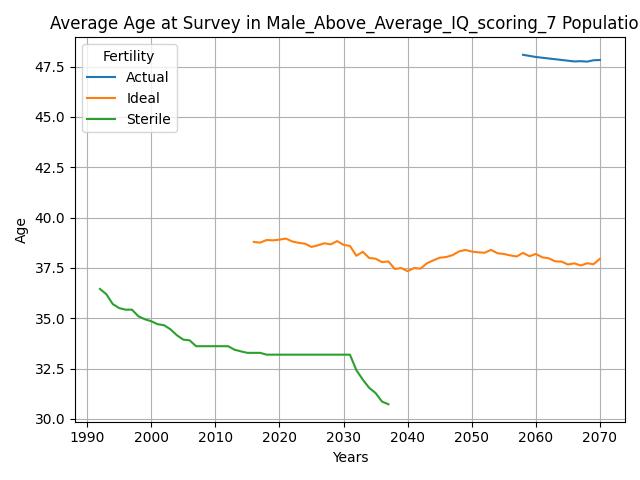 Average Age at Survey in Male_Above_Average_IQ_scoring_7 Populatio
Fertility
Actual
Ideal
Sterile
47.5
45.0
42.5
40.0
37.5
35.0
32.5
30.0
Age
1990 2000 2010 2020 2030 2040 2050 2060 2070
Years